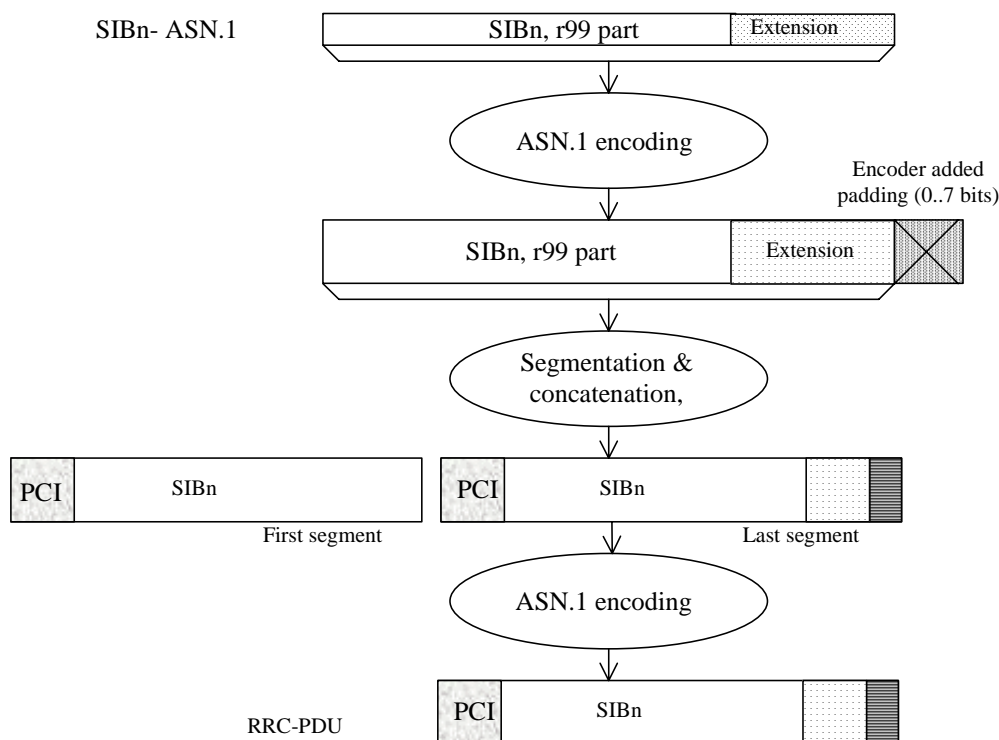 SIBn- ASN.1
SIBn, r99 part
Extension
ASN.1 encoding
Encoder added
padding (0..7 bits)
SIBn, r99 part
Extension
Segmentation &
concatenation,
PCI
SIBn
PCI
SIBn
First segment
Last segment
ASN.1 encoding
RRC-PDU
PCI
SIBn